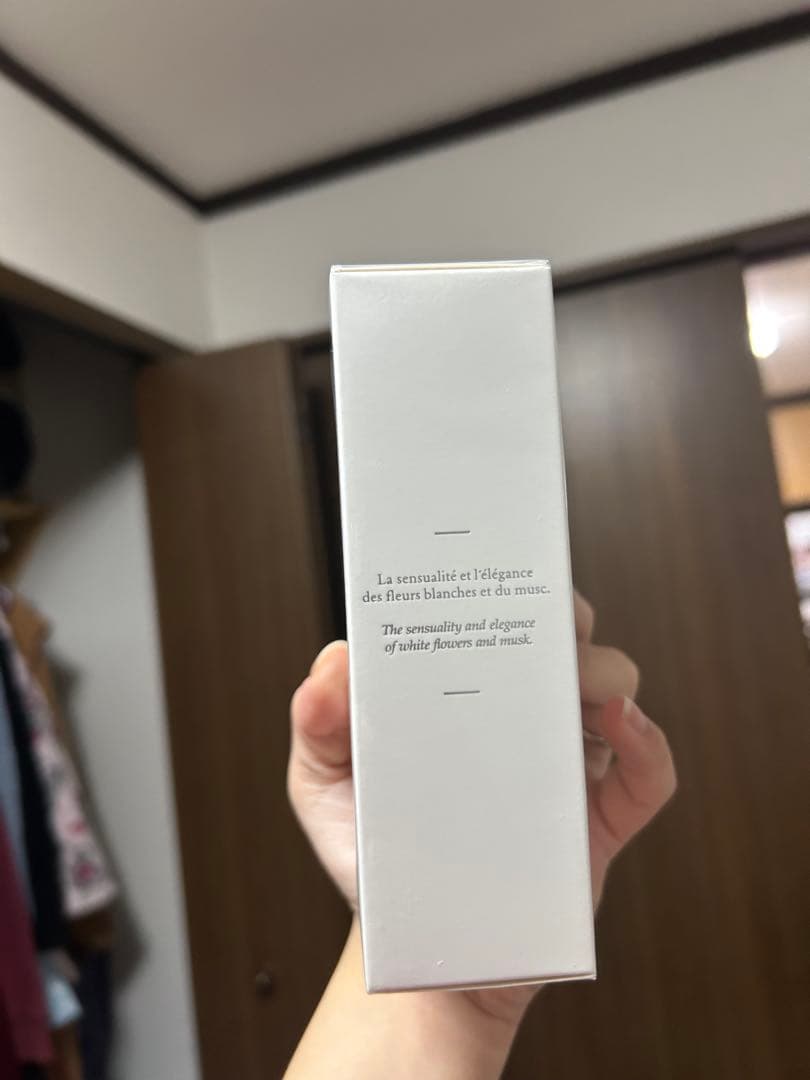 La sensualité et l'élégance
des fleurs blanches et du musc.
The sensuality and elegance
of white flowers and musk.